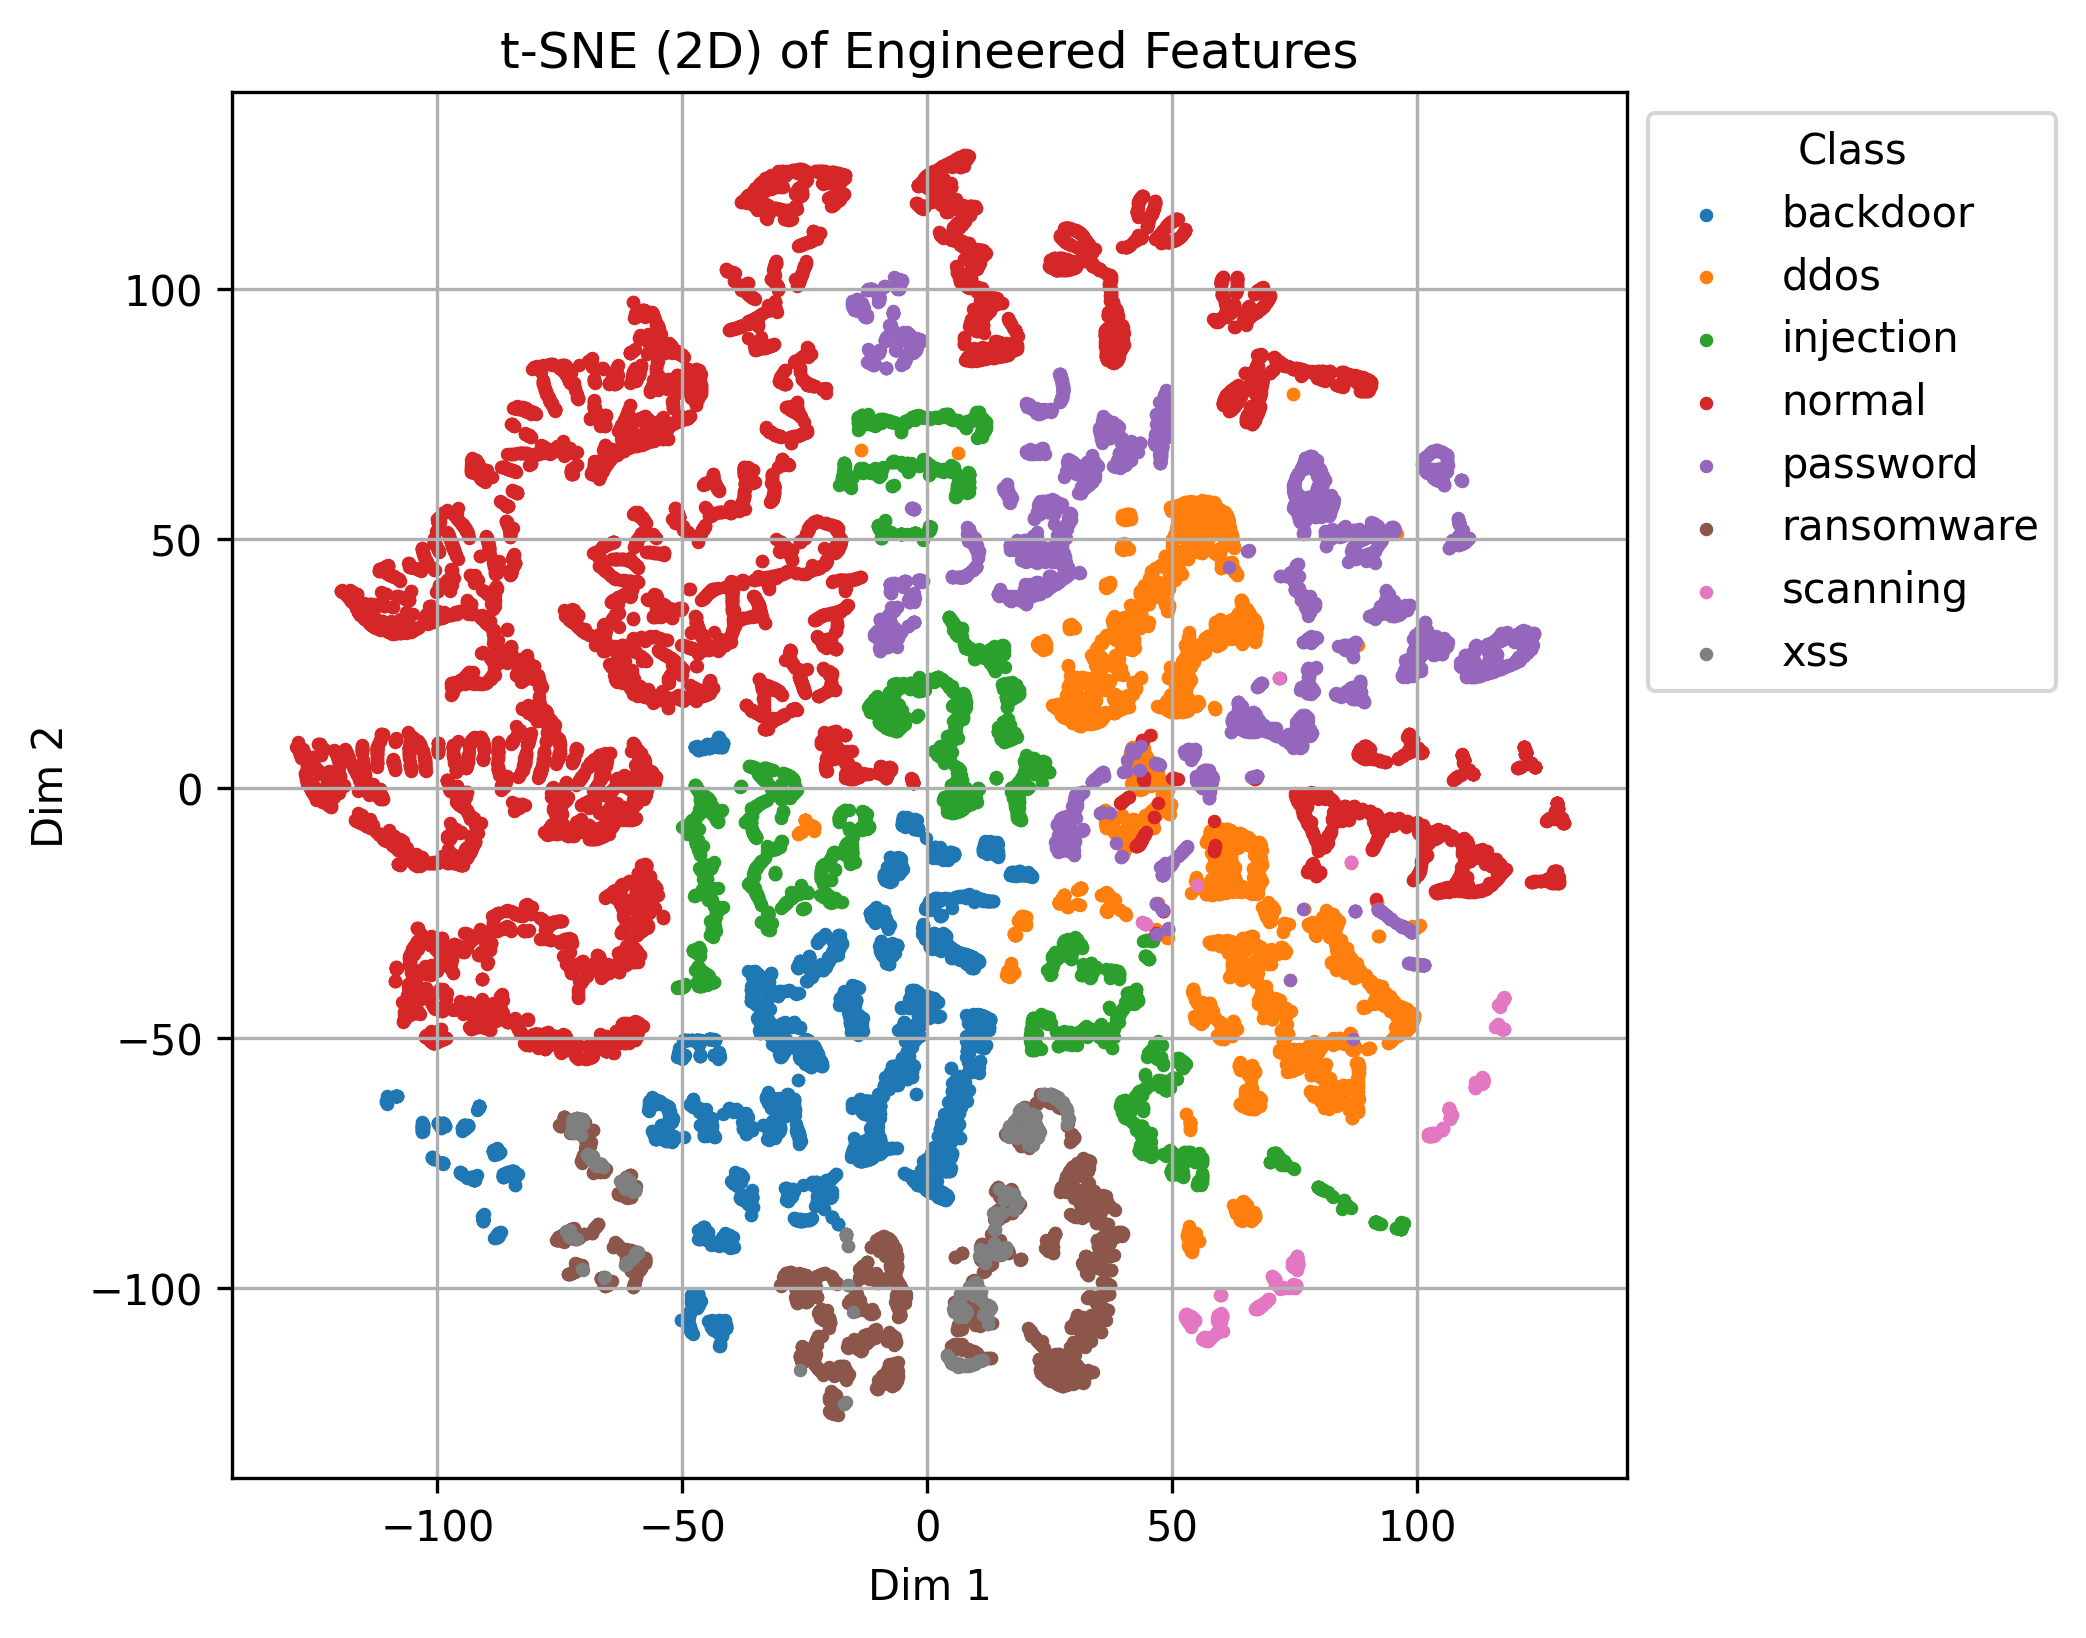 t-SNE (2D) of Engineered Features
Class
backdoor
ddos
injection
normal
password
ransomware
scanning
xss
Dim 2
100
50
0
−50
−100
−100
−50
0
50
100
Dim 1